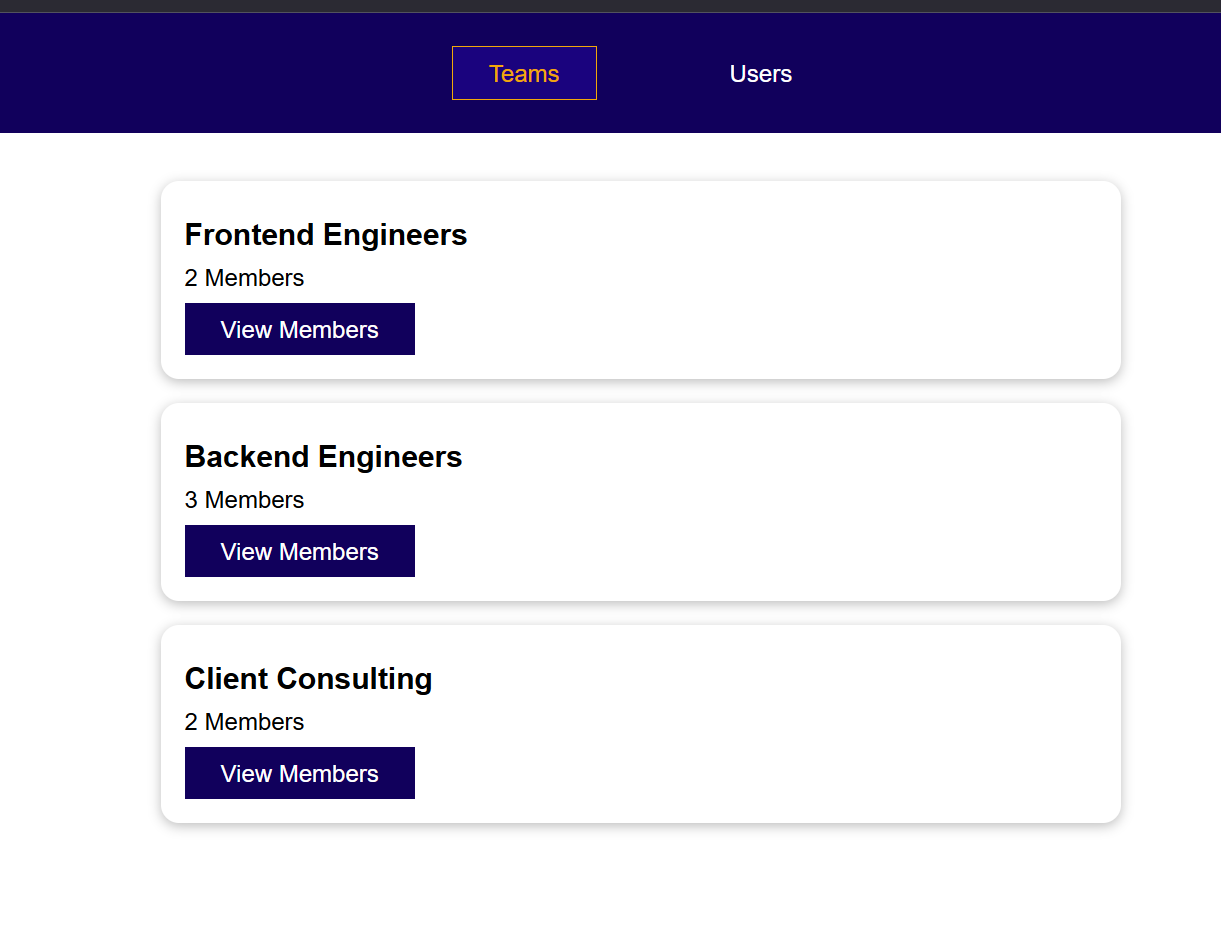 Teams Users
Frontend Engineers
2 Members
View Members
Backend Engineers
3 Members
View Members
Client Consulting
2 Members
View Members